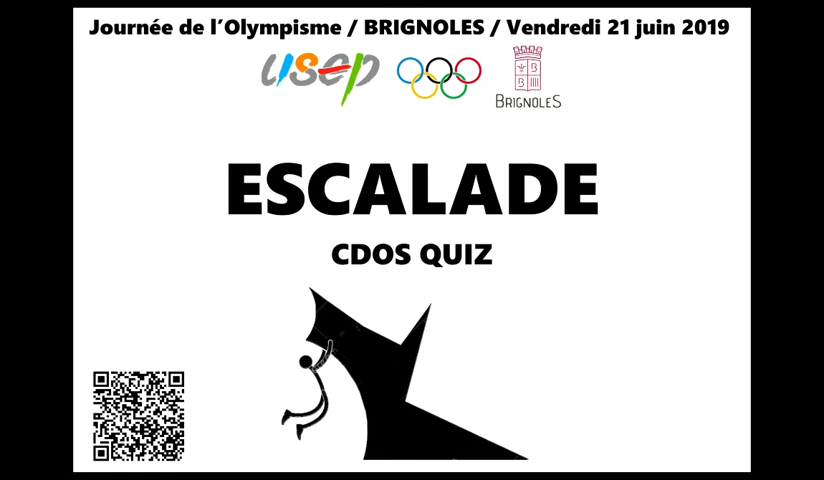 Journée de l’Olympisme / BRIGNOLES / Vendredi 21 juin 2019
usep
BRIGNOLES
ESCALADE
CDOS QUIZ